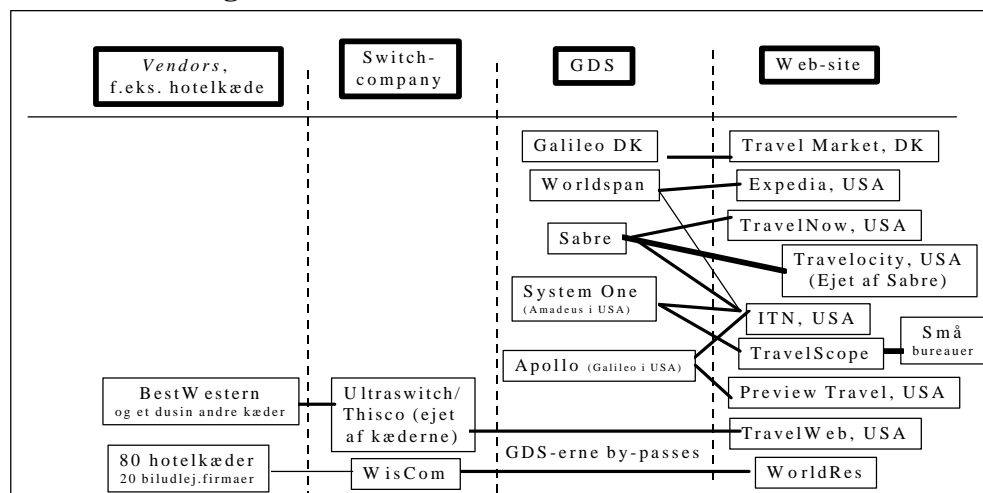 Vendors,
f.eks. hotelkæde
Switch-
company
GDS
Web-site
Galileo DK
Travel Market, DK
Worldspan
Expedia, USA
TravelNow, USA
Sabre
Travelocity, USA
(Ejet af Sabre)
System One
(Amadeus i USA)
ITN, USA
Små
bureauer
TravelScope
Apollo (Galileo i USA)
BestWestern
og et dusin andre kæder
Ultraswitch/
Thisco (ejet
af kæderne)
Preview Travel, USA
TravelWeb, USA
GDS-erne by-passes
80 hotelkæder
20 biludlej.firmaer
WisCom
WorldRes